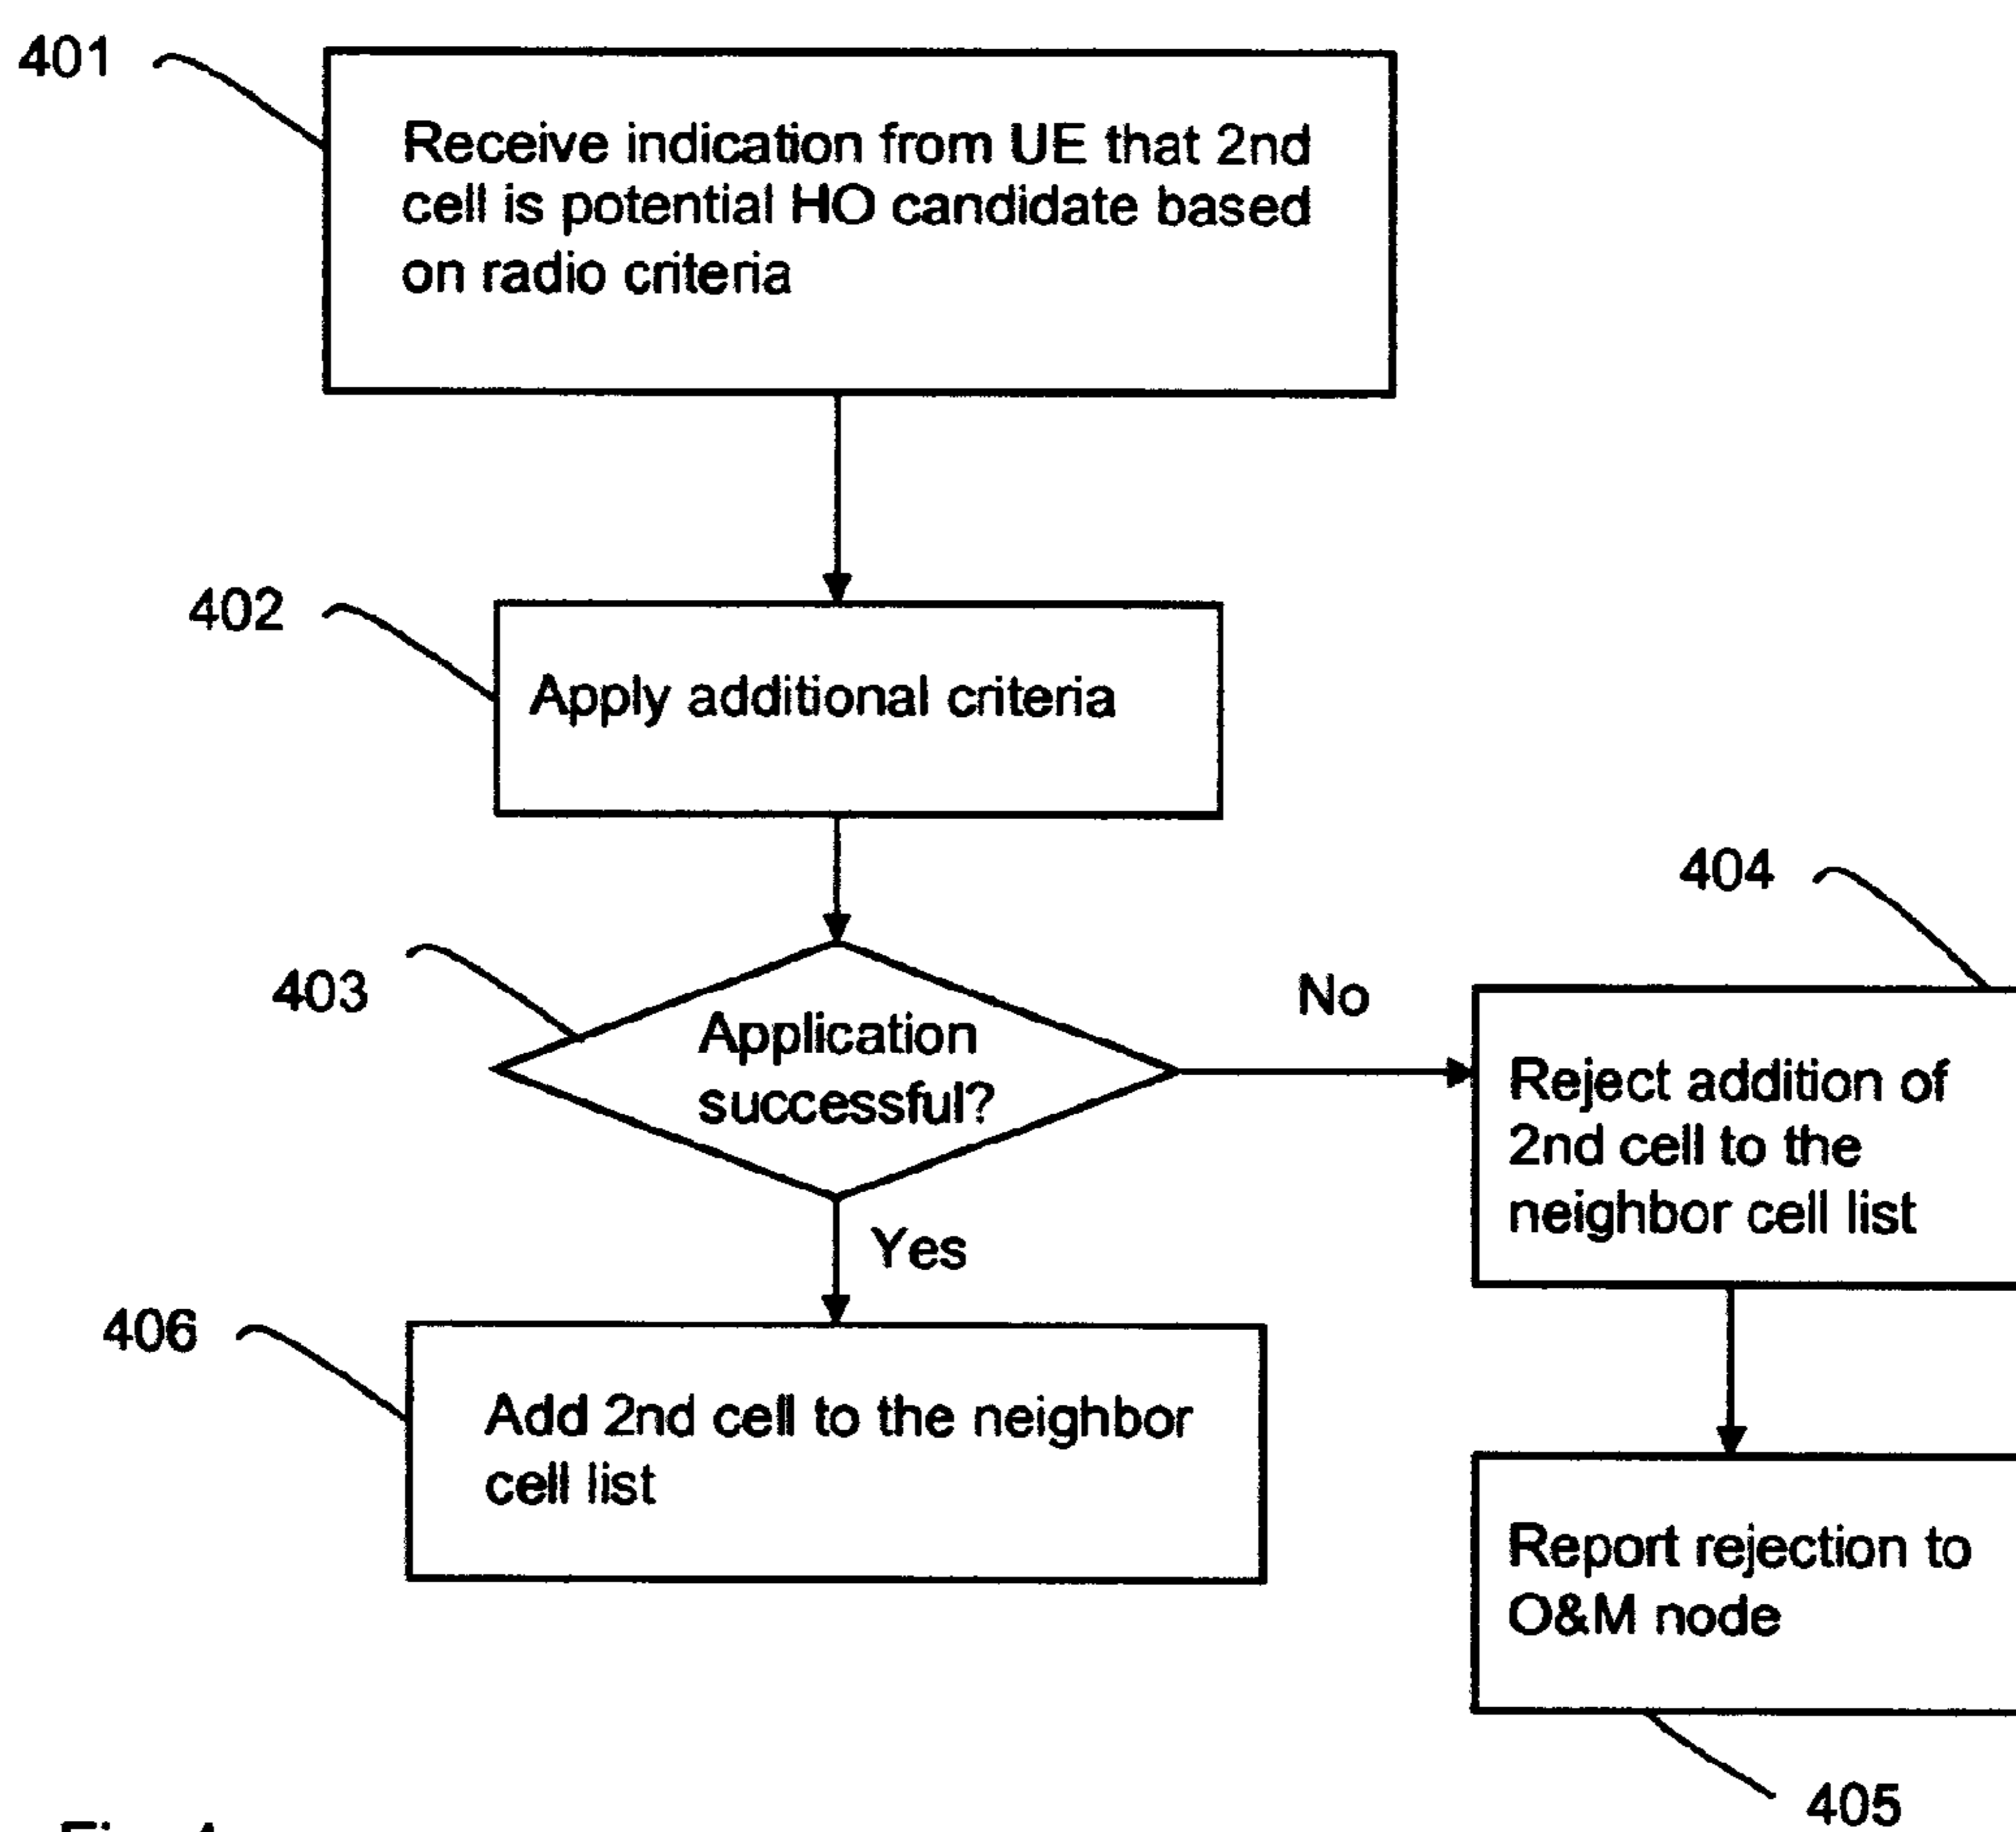 401
Receive indication from UE that 2nd
cell is potential HO candidate based
on radio criteria
402
Apply additional criteria
403
Application
successful?
No
404
Reject addition of
2nd cell to the
neighbor cell list
Yes
406
Add 2nd cell to the neighbor
cell list
Report rejection to
O&M node
405